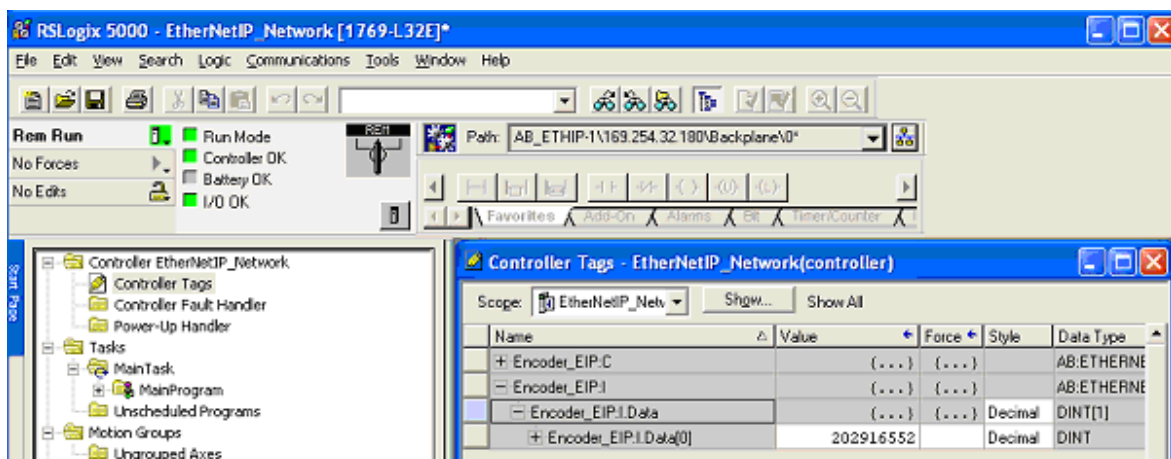 RSLogix 5000 - EtherNetIP_Network [1769-L32E]*
File Edit View Search Logic Communications Tools Window Help
Rem Run
Run Mode
REM
Path: AB_ETHIP-1\169.254.32.180\Backplane\0*
No Forces
Controller OK
Battery OK
No Edits
I/O OK
Favorites Add-On Alarms Bit Timer/Counter
Start Page
Controller EtherNetIP_Network
Controller Tags
Controller Fault Handler
Power-Up Handler
Tasks
MainTask
MainProgram
Unscheduled Programs
Motion Groups
Ungrouped Axes
Controller Tags - EtherNetIP_Network(controller)
Scope: EtherNetIP_Netv Show... Show All
Name Value Force Style Data Type
Encoder_EIP:C {...} {...} AB:ETHERNE
Encoder_EIP:I AB:ETHERNE
Encoder_EIP:I.Data {...} {...} Decimal DINT[1]
Encoder_EIP:I.Data[0] 202916552 Decimal DINT